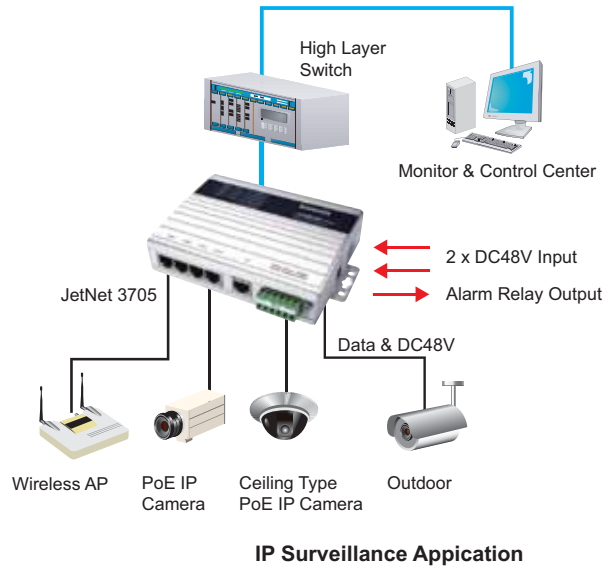 High Layer
Switch
Monitor & Control Center
2 x DC48V Input
JetNet 3705
Alarm Relay Output
Data & DC48V
Wireless AP
PoE IP
Camera
Ceiling Type
PoE IP Camera
Outdoor
IP Surveillance Appication